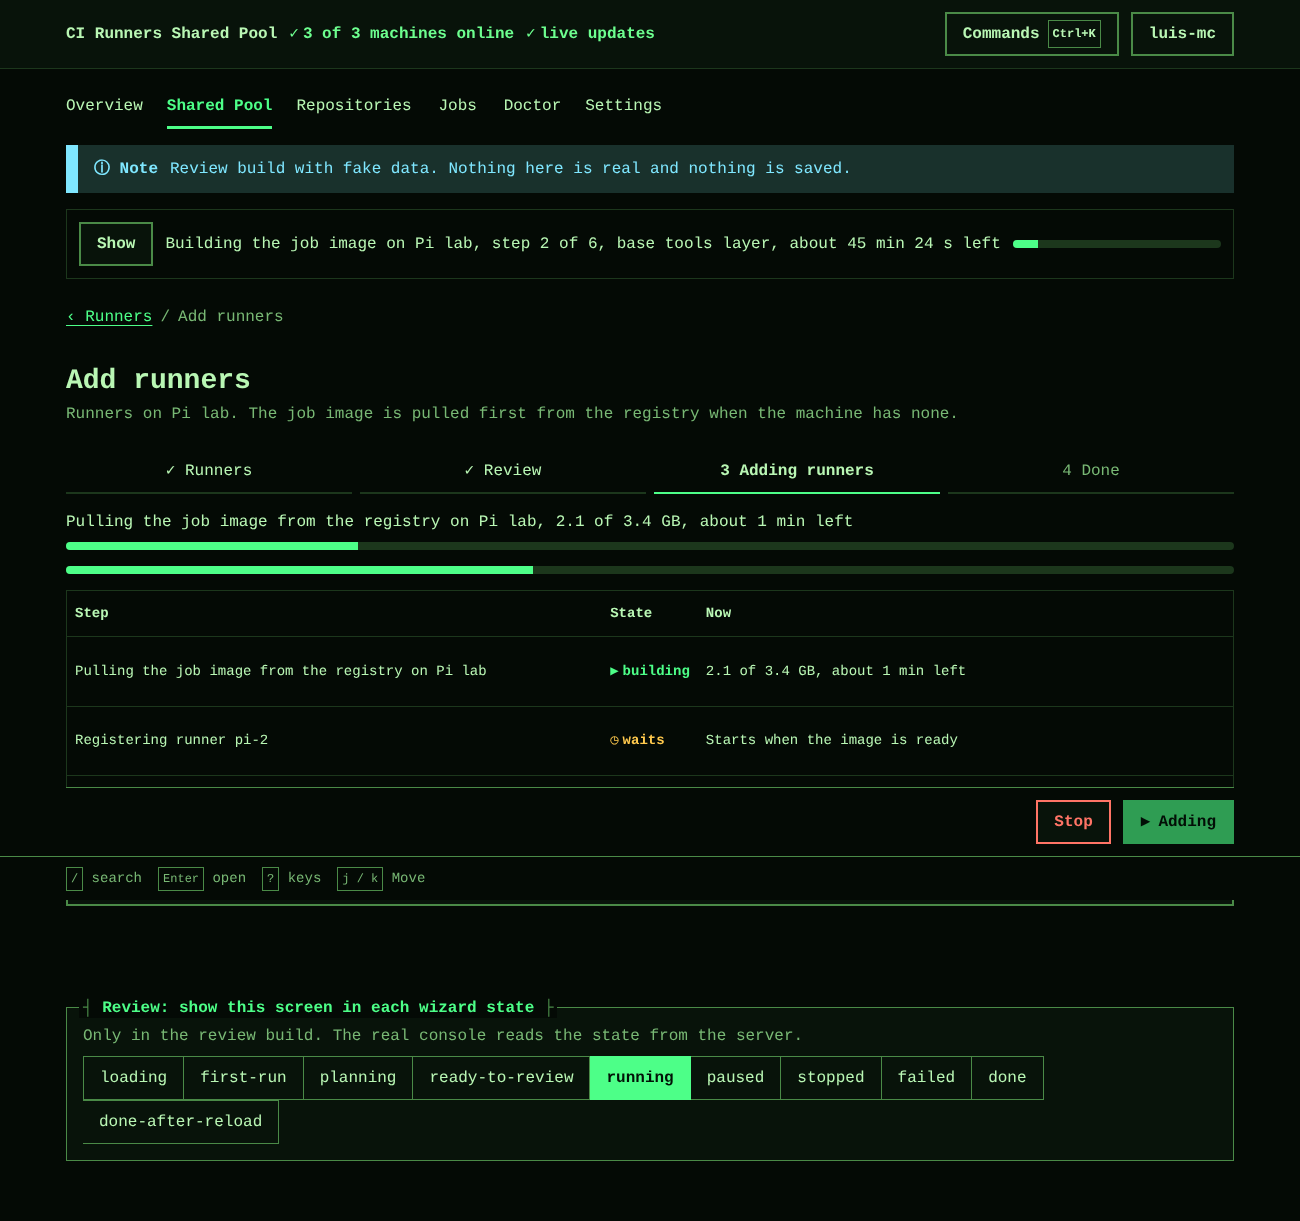 CI Runners Shared Pool ✓ 3 of 3 machines online ✓ live updates
Commands Ctrl+K
luis-mc
Overview Shared Pool Repositories Jobs Doctor Settings
ⓘ Note Review build with fake data. Nothing here is real and nothing is saved.
Show Building the job image on Pi lab, step 2 of 6, base tools layer, about 45 min 24 s left
‹ Runners / Add runners
Add runners
Runners on Pi lab. The job image is pulled first from the registry when the machine has none.
✓ Runners ✓ Review 3 Adding runners 4 Done
Pulling the job image from the registry on Pi lab, 2.1 of 3.4 GB, about 1 min left
Step State Now
Pulling the job image from the registry on Pi lab ▶ building 2.1 of 3.4 GB, about 1 min left
Registering runner pi-2 ◷ waits Starts when the image is ready
Stop ▶ Adding
/ search Enter open ? keys j / k Move
Review: show this screen in each wizard state
Only in the review build. The real console reads the state from the server.
loading first-run planning ready-to-review running paused stopped failed done
done-after-reload